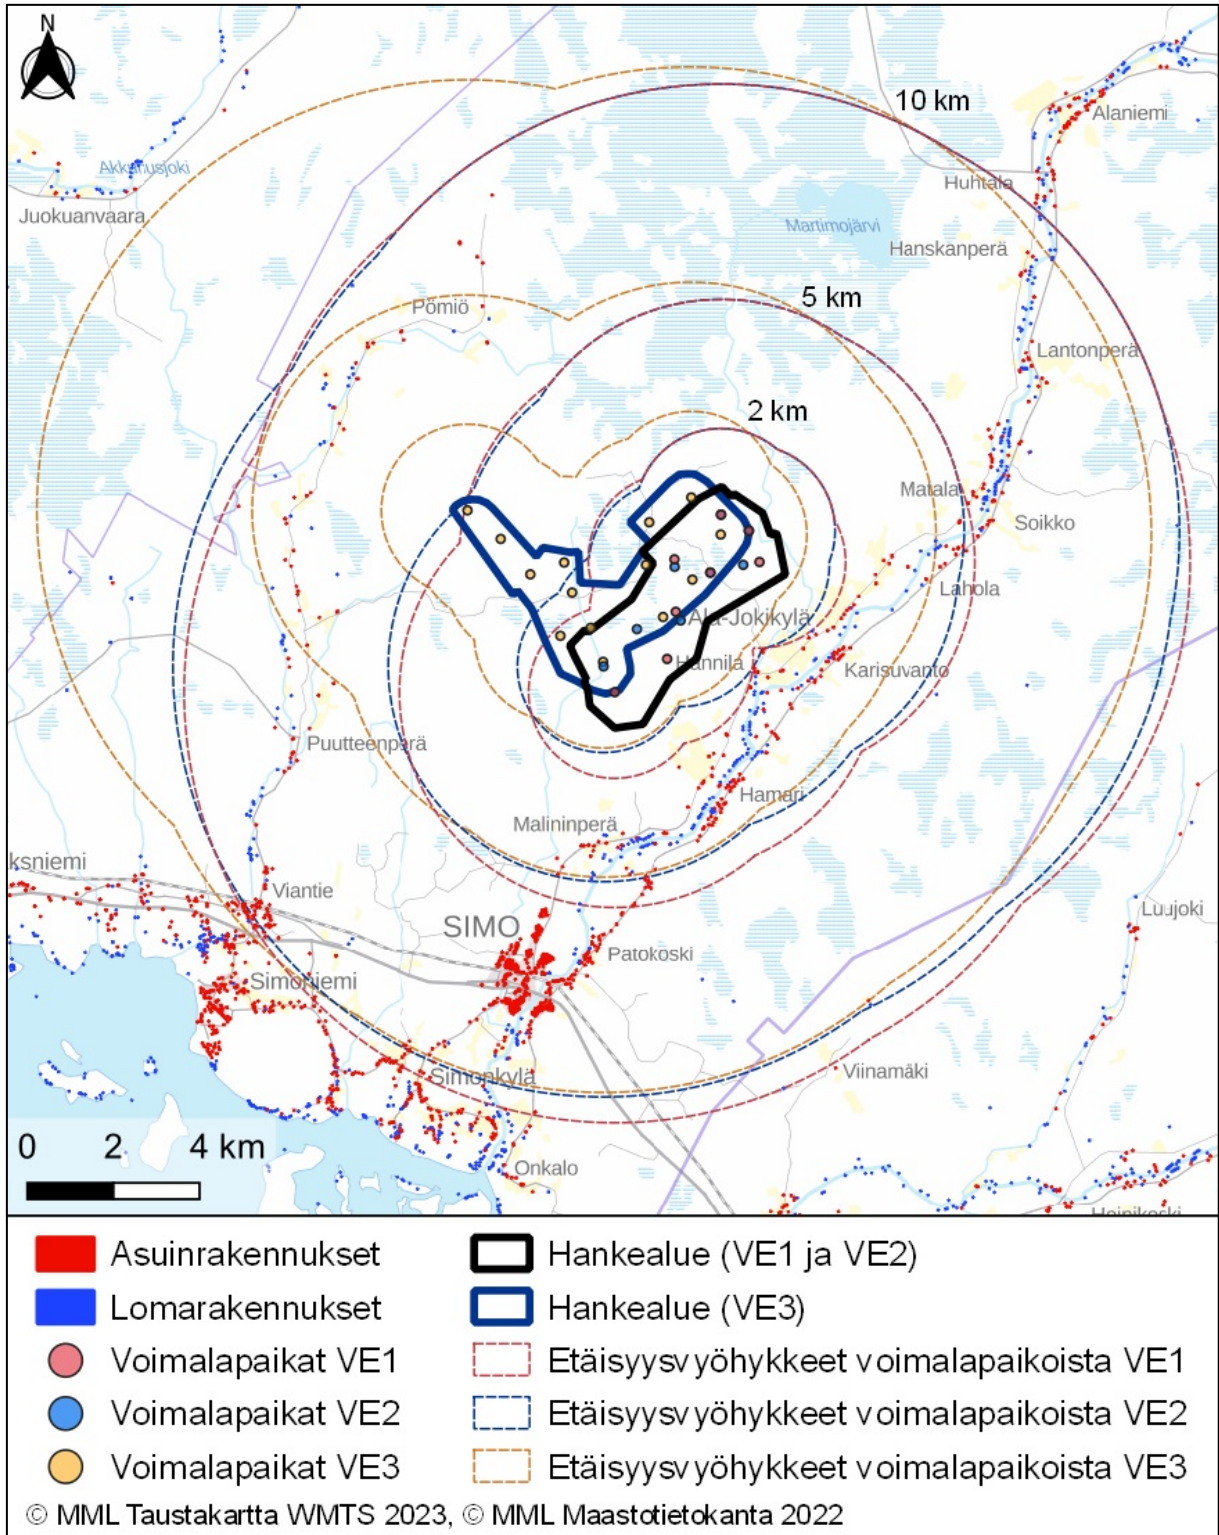 N
10 km
Alaniemi
Akkunusjoki
Huhtala
Juokuanvaara
Martimojärvi
Hanskanperä
5 km
Pömiö
Lantonperä
2 km
Matala
Soikko
Lahola
Ala-Jokikylä
Hannila
Karisuvanto
Puutteenperä
Hamari
Malininperä
ksniemi
Viantie
Luujoki
SIMO
Patokoski
Simoniemi
Viinamäki
Simonkylä
0 2 4 km
Onkalo
Asuinrakennukset
Lomarakennukset
Voimalapaikat VE1
Voimalapaikat VE2
Voimalapaikat VE3
Hankealue (VE1 ja VE2)
Hankealue (VE3)
Etäisyysvyöhykkeet voimalapaikoista VE1
Etäisyysvyöhykkeet voimalapaikoista VE2
Etäisyysvyöhykkeet voimalapaikoista VE3
© MML Taustakartta WMTS 2023, © MML Maastotietokanta 2022